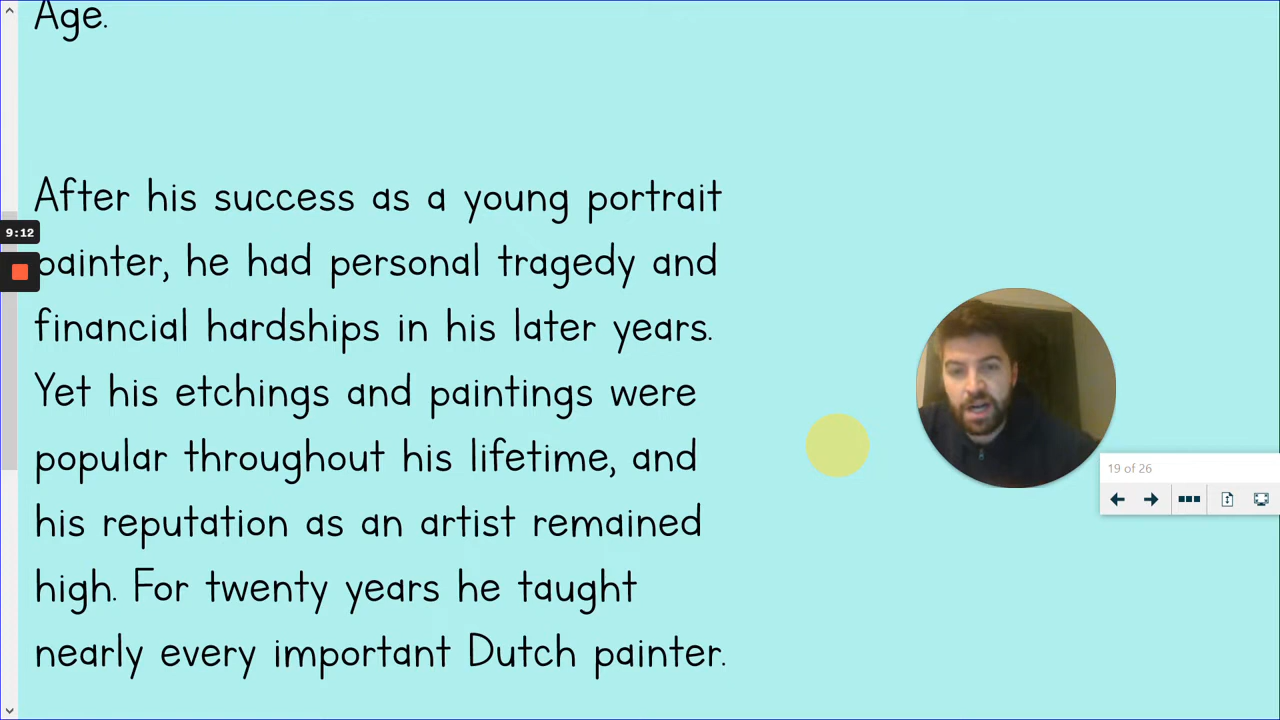 Age.
After his success as a young portrait
painter, he had personal tragedy and
financial hardships in his later years.
Yet his etchings and paintings were
popular throughout his lifetime, and
his reputation as an artist remained
high. For twenty years he taught
nearly every important Dutch painter.
9:12
19 of 26